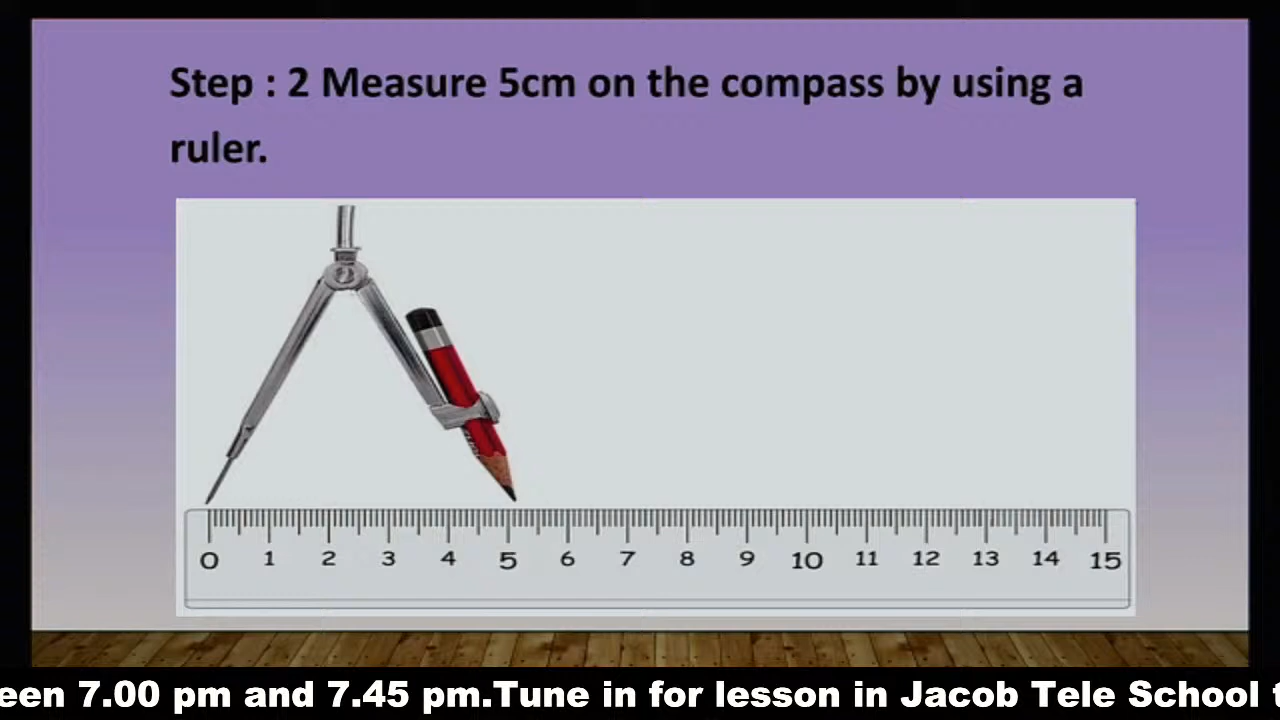 Step : 2 Measure 5cm on the compass by using a
ruler.
0 1 2 3 4 5 6 7 8 9 10 11 12 13 14 15
7.00 pm and 7.45 pm.Tune in for lesson in Jacob Tele School